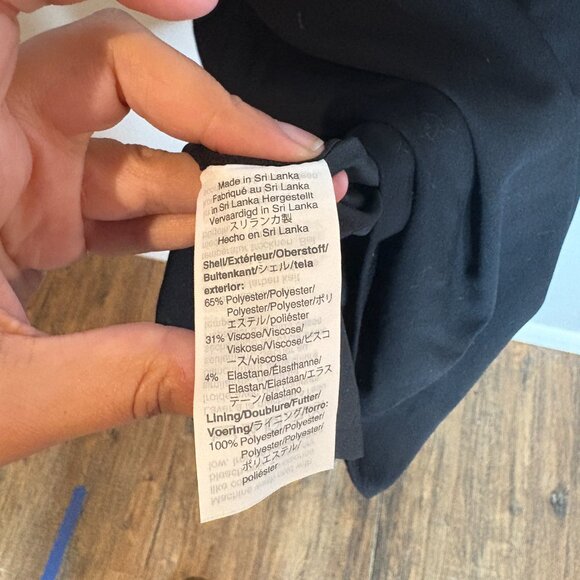 Made in Sri Lanka
Fabriqué au Sri Lanka
in Sri Lanka Hergestellt
Vervaardigd in Sri Lanka
スリランカ製
Hecho en Sri Lanka
Shell/Extérieur/Oberstoff/
Buitenkant/シェル/tela
exterior:
65% Polyester/Polyester/
Polyester/Polyester/ポリ
エステル/poliéster
31% Viscose/Viscose/
Viskose/Viscose/ビスコ
ース/viscosa
4% Elastane/Élasthanne/
Elastan/Elastaan/エラス
テーン/elastano
Lining/Doublure/Futter/
Voering/ライニング/forro:
100% Polyester/Polyester/
Polyester/Polyester/
ポリエステル/
poliéster